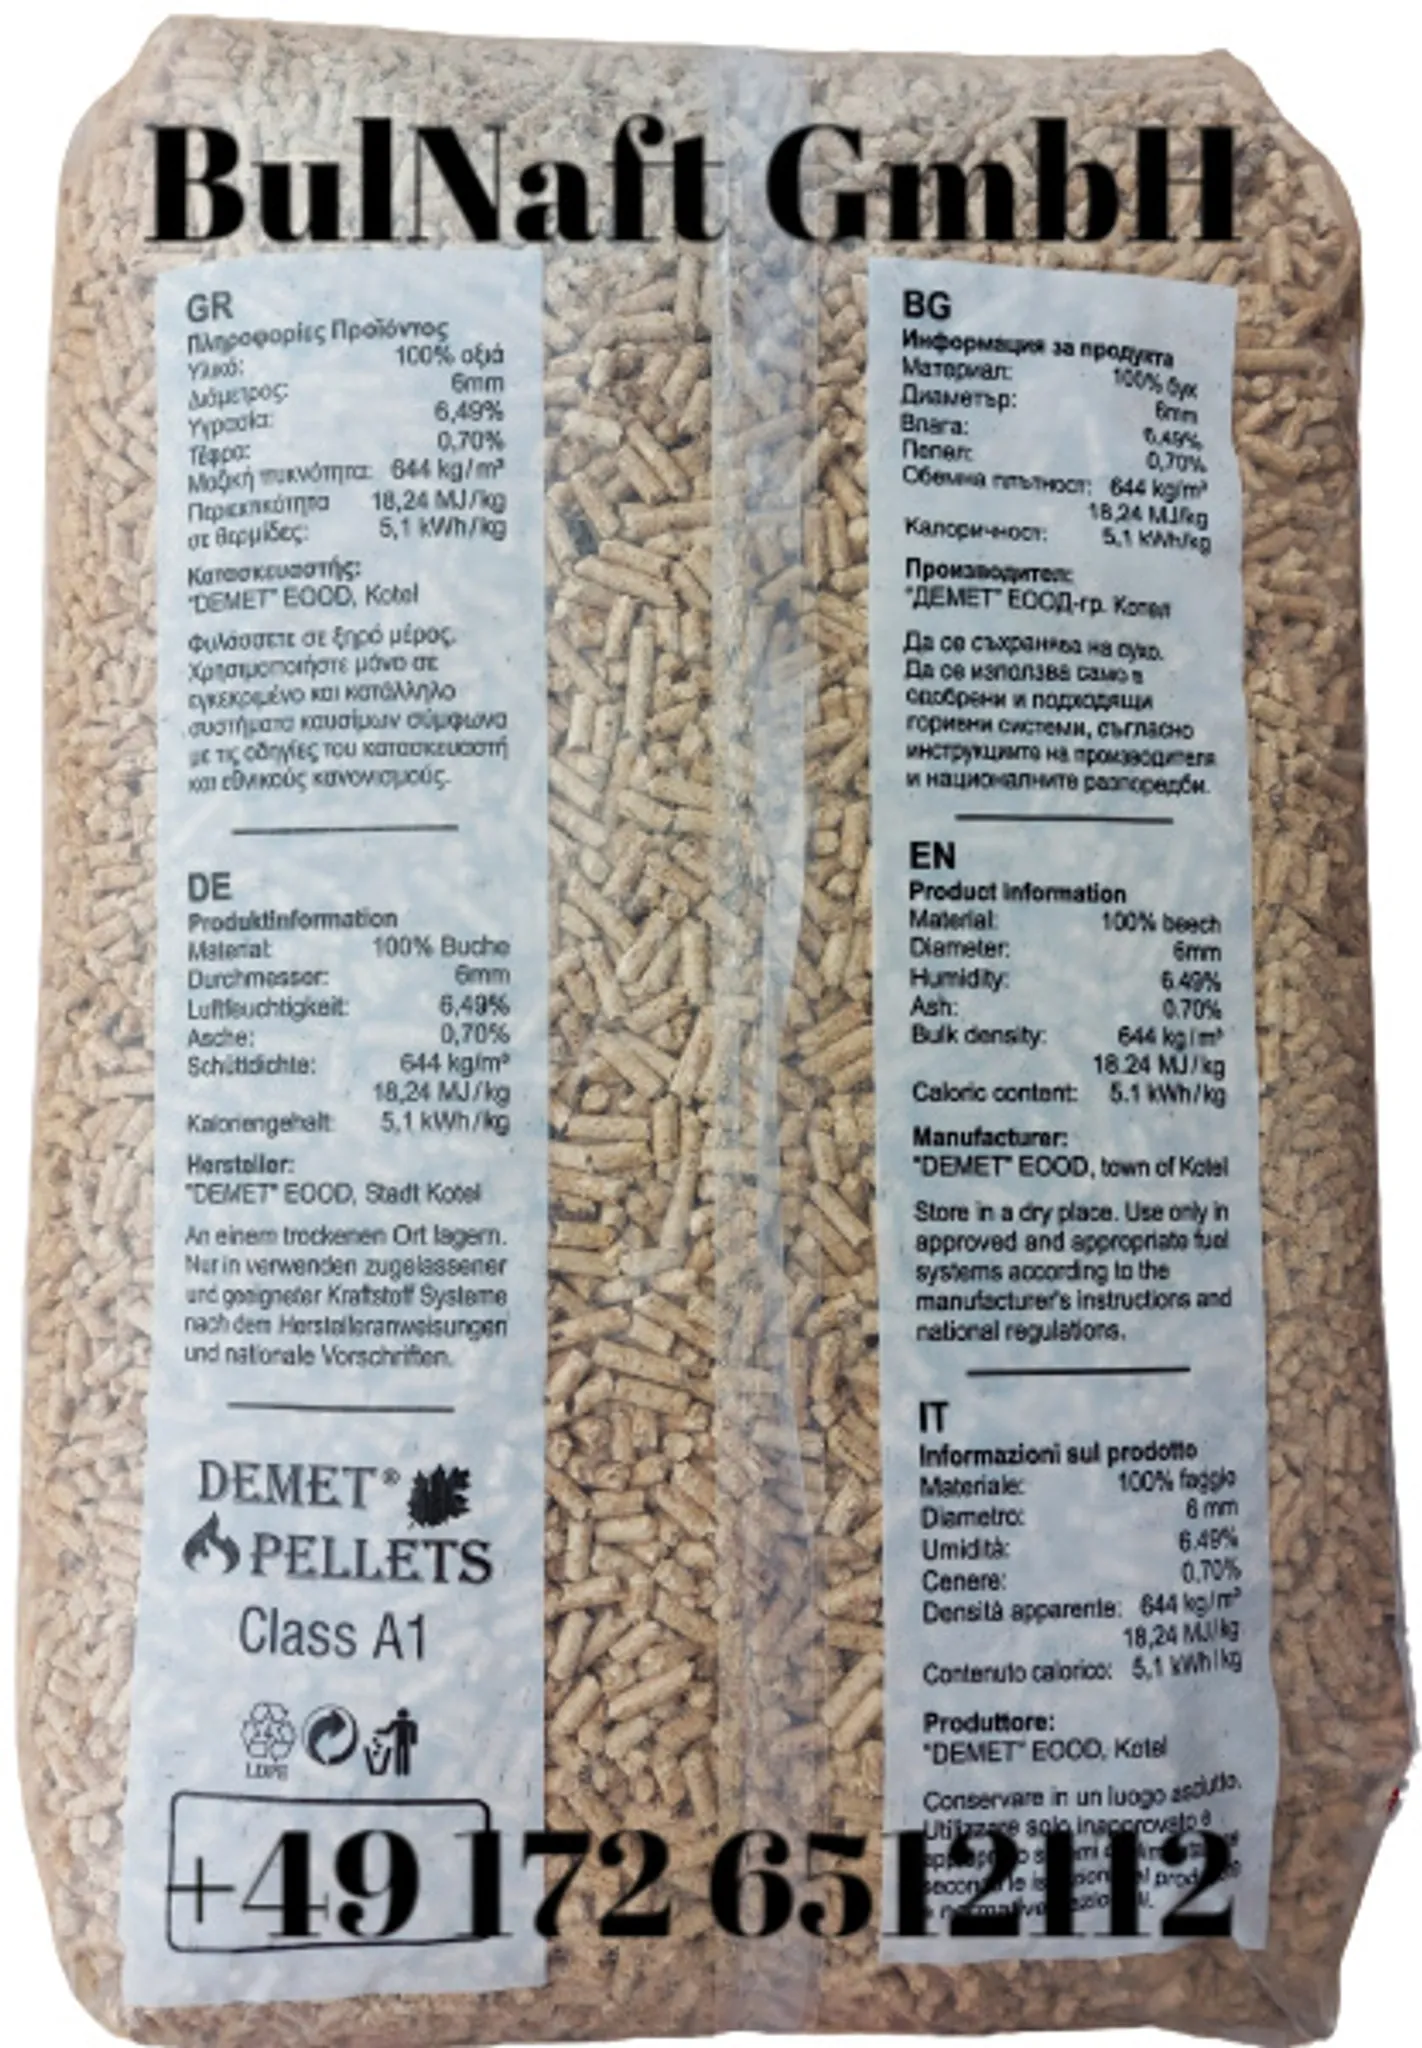 BulNaft GmbH
GR
Πληροφορίες Προϊόντος
Υλικό: 100% οξιά
Διάμετρος: 6mm
Υγρασία: 6,49%
Τέφρα: 0,70%
Μαζική πυκνότητα: 644 kg/m³
Περιεκτικότητα 18,24 MJ/kg
σε θερμίδες: 5,1 kWh/kg
Κατασκευαστής:
"DEMET" EOOD, Kotel
Φυλάσσετε σε ξηρό μέρος.
Χρησιμοποιήστε μόνο σε
εγκεκριμένο και κατάλληλο
συστήματα καυσίμων σύμφωνα
με τις οδηγίες του κατασκευαστή
και εθνικούς κανονισμούς.
DE
Produktinformation
Material: 100% Buche
Durchmesser: 6mm
Luftfeuchtigkeit: 6,49%
Asche: 0,70%
Schüttdichte: 644 kg/m³
18,24 MJ/kg
Kaloriengehalt: 5,1 kWh/kg
Hersteller:
"DEMET" EOOD, Stadt Kotel
An einem trockenen Ort lagern.
Nur in verwenden zugelassener
und geeigneter Kraftstoff Systeme
nach dem Herstelleranweisungen
und nationale Vorschriften.
DEMET®
PELLETS
Class A1
4
LDPE
BG
Информация за продукта
Материал: 100% бук
Диаметър: 6mm
Влага: 6,49%
Пепел: 0,70%
Обемна плътност: 644 kg/m³
18,24 MJ/kg
Калоричност: 5,1 kWh/kg
Производител:
"ДЕМЕТ" ЕООД-гр. Котел
Да се съхранява на сухо.
Да се използва само в
одобрени и подходящи
горивни системи, съгласно
инструкциите на производителя
и националните разпоредби.
EN
Product information
Material: 100% beech
Diameter: 6mm
Humidity: 6.49%
Ash: 0.70%
Bulk density: 644 kg/m³
18.24 MJ/kg
Caloric content: 5.1 kWh/kg
Manufacturer:
"DEMET" EOOD, town of Kotel
Store in a dry place. Use only in
approved and appropriate fuel
systems according to the
manufacturer's instructions and
national regulations.
IT
Informazioni sul prodotto
Materiale: 100% faggio
Diametro: 6 mm
Umidità: 6.49%
Cenere: 0.70%
Densità apparente: 644 kg/m³
18,24 MJ/kg
Contenuto calorico: 5,1 kWh/kg
Produttore:
"DEMET" EOOD, Kotel
Conservare in un luogo asciutto.
Utilizzare solo
+49 172 6512112